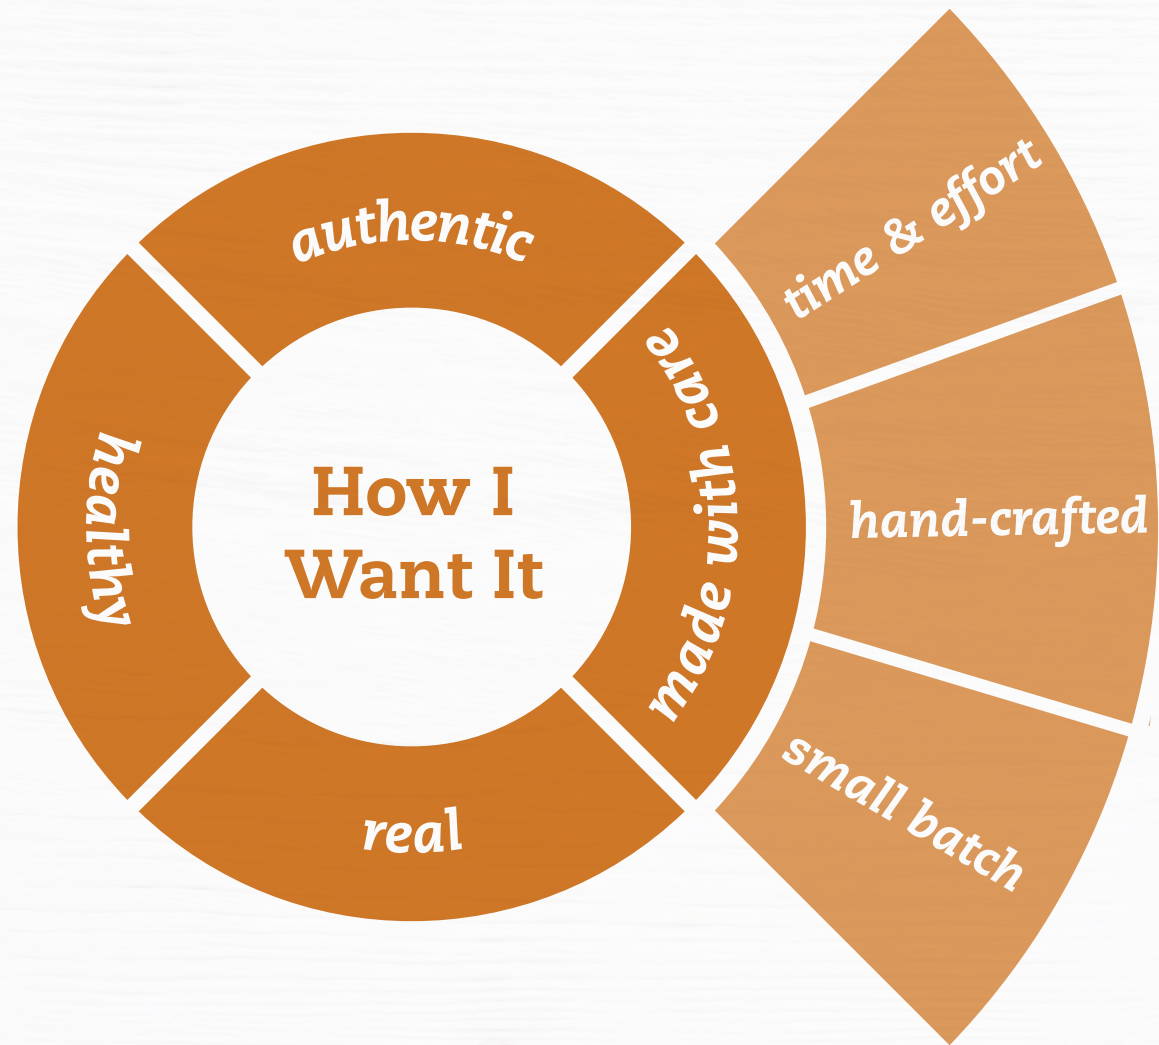 How I
Want It
authentic
made with care
real
healthy
time & effort
hand-crafted
small batch